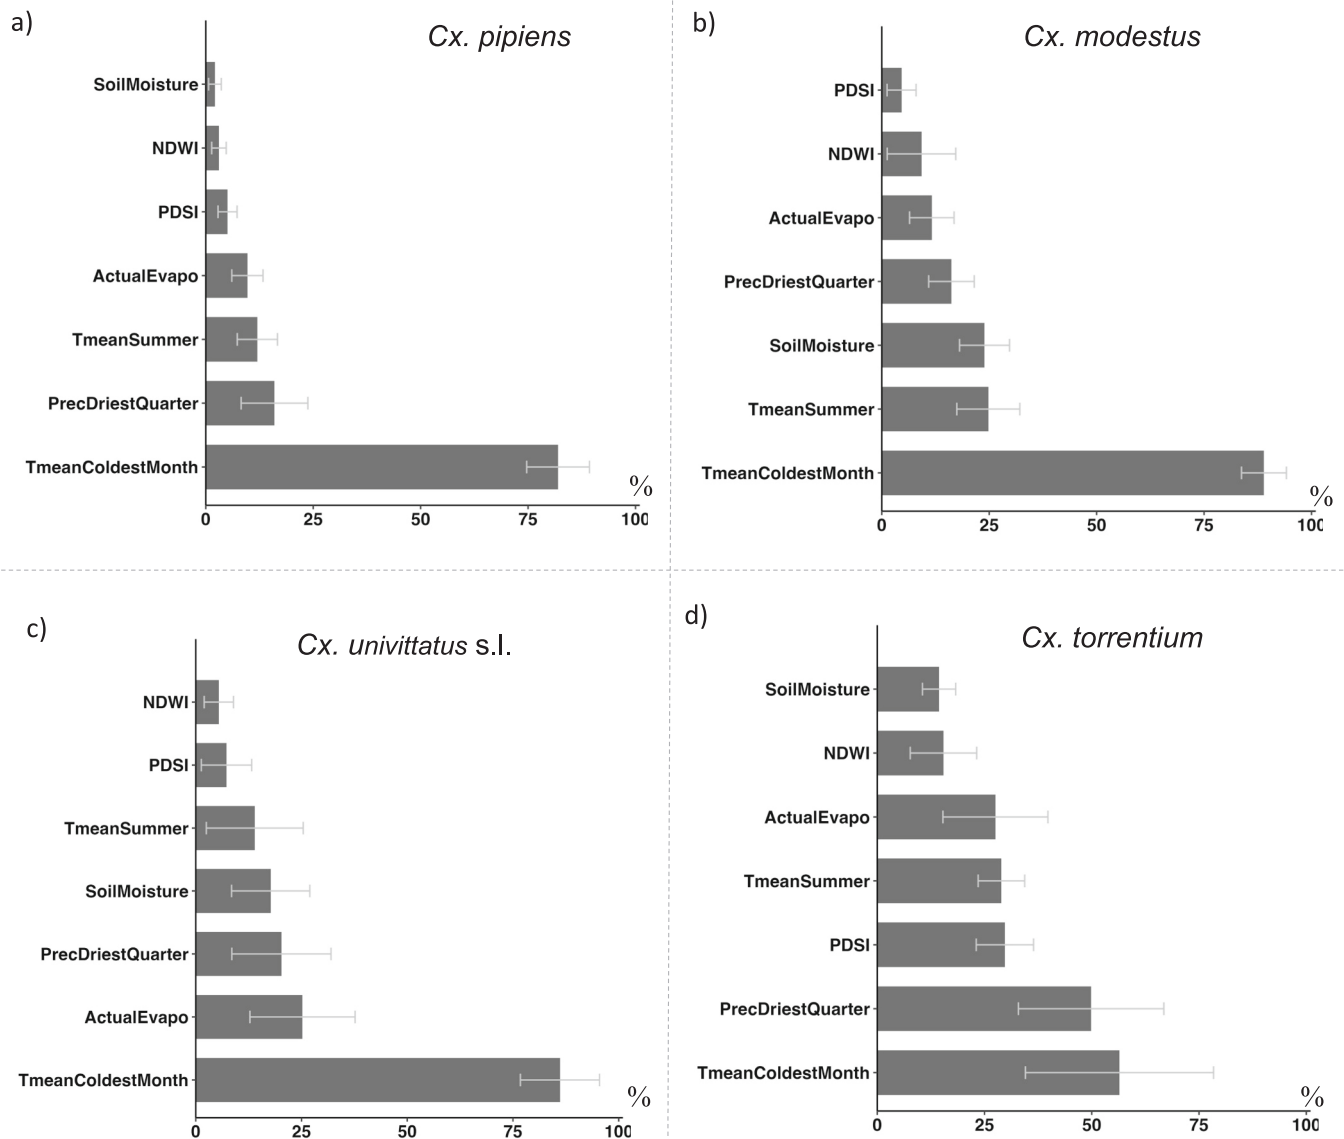 a)
Cx. pipiens
SoilMoisture
NDWI
PDSI
ActualEvapo
TmeanSummer
PrecDriestQuarter
TmeanColdestMonth
%
0 25 50 75 100
b)
Cx. modestus
PDSI
NDWI
ActualEvapo
PrecDriestQuarter
SoilMoisture
TmeanSummer
TmeanColdestMonth
%
0 25 50 75 100
c)
Cx. univittatus s.l.
NDWI
PDSI
TmeanSummer
SoilMoisture
PrecDriestQuarter
ActualEvapo
TmeanColdestMonth
%
0 25 50 75 100
d)
Cx. torrentium
SoilMoisture
NDWI
ActualEvapo
TmeanSummer
PDSI
PrecDriestQuarter
TmeanColdestMonth
%
0 25 50 75 100